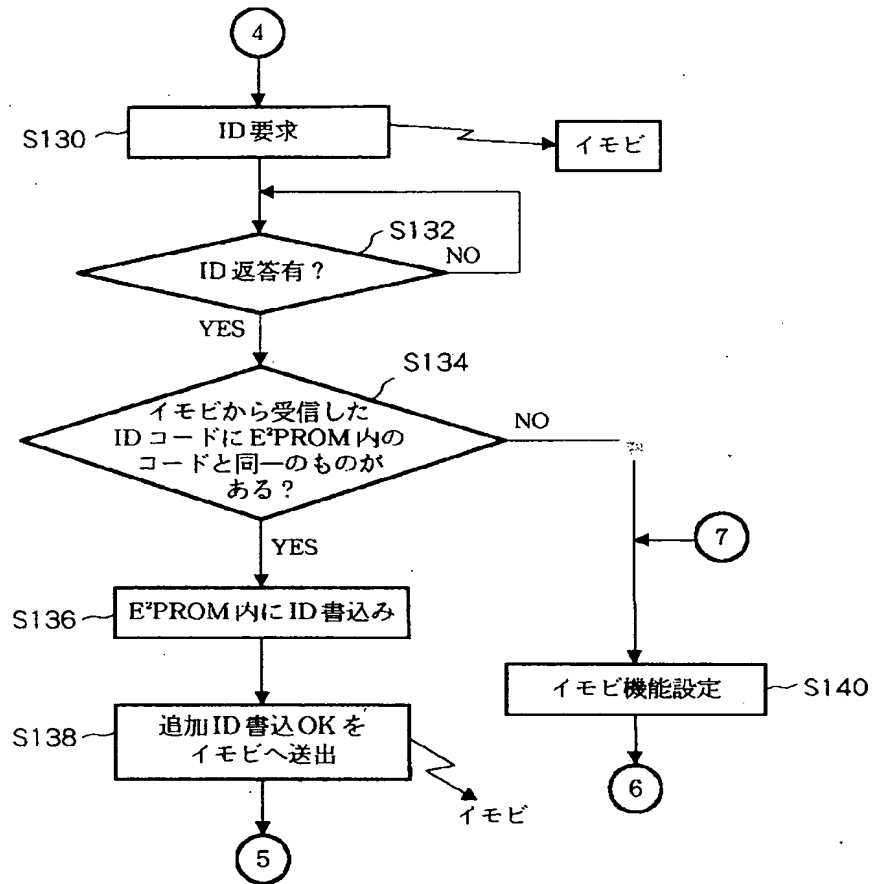 4
S130
ID要求
イモビ
S132
ID返答有？
NO
YES
S134
イモビから受信した
IDコードにE²PROM内の
コードと同一のものが
ある？
NO
YES
7
S136
E²PROM内にID書込み
イモビ機能設定
S140
S138
追加ID書込OKを
イモビへ送出
イモビ
6
5